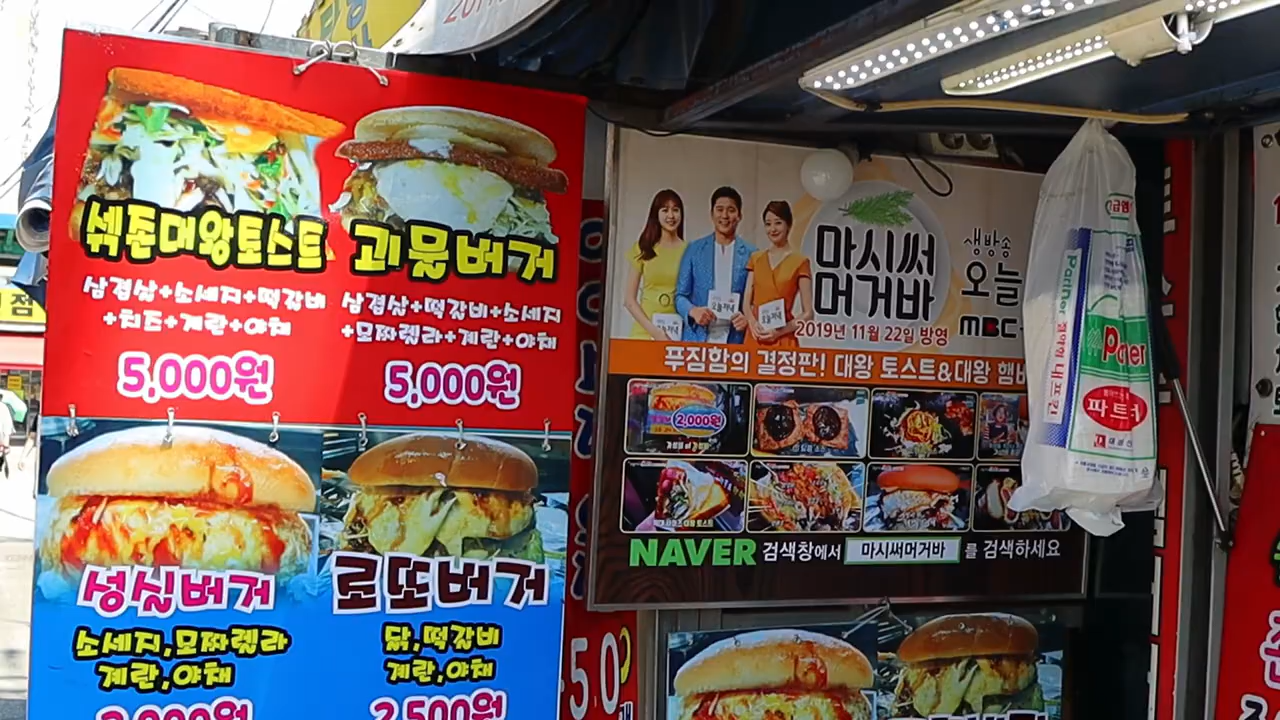 섹존대왕토스트
삼겹살+소세지+떡갈비
+치즈+계란+야채
5,000원
괴물버거
삼겹살+떡갈비+소세지
+모짜렐라+계란+야채
5,000원
성실버거
소세지,모짜렐라
계란,야채
로또버거
닭,떡갈비
계란,야채
2,500원
마시써
머거바
생방송
오늘
MBC
2019년 11월 22일 방영
푸짐함의 결정판! 대왕 토스트&대왕 햄버
2,000원
NAVER 검색창에서 마시써머거바 를 검색하세요
Partner
파트너
5.0